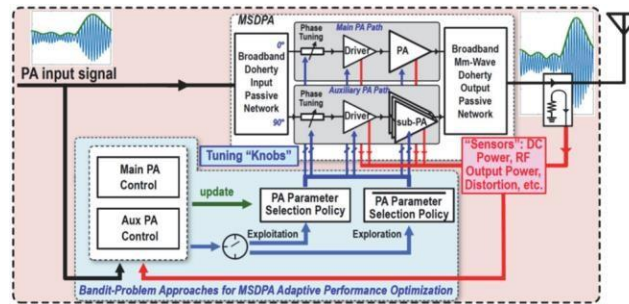 MSDPA
PA input signal
Broadband
Doherty
Input
Passive
Network
0°
90°
Phase
Tuning
Main PA Path
Driver
PA
Phase
Tuning
Auxiliary PA Path
Driver
sub-PA
Broadband
Mm-Wave
Doherty
Output
Passive
Network
Tuning "Knobs"
"Sensors": DC
Power, RF
Output Power,
Distortion, etc.
Main PA
Control
Aux PA
Control
update
PA Parameter
Selection Policy
PA Parameter
Selection Policy
Exploitation
Exploration
Bandit-Problem Approaches for MSDPA Adaptive Performance Optimization